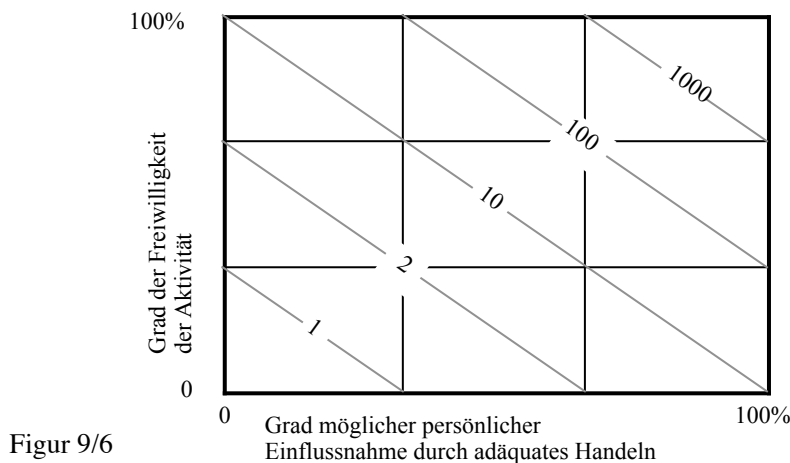 100%
1000
100
10
2
1
Grad der Freiwilligkeit
der Aktivität
0
0
100%
Grad möglicher persönlicher
Einflussnahme durch adäquates Handeln
Figur 9/6